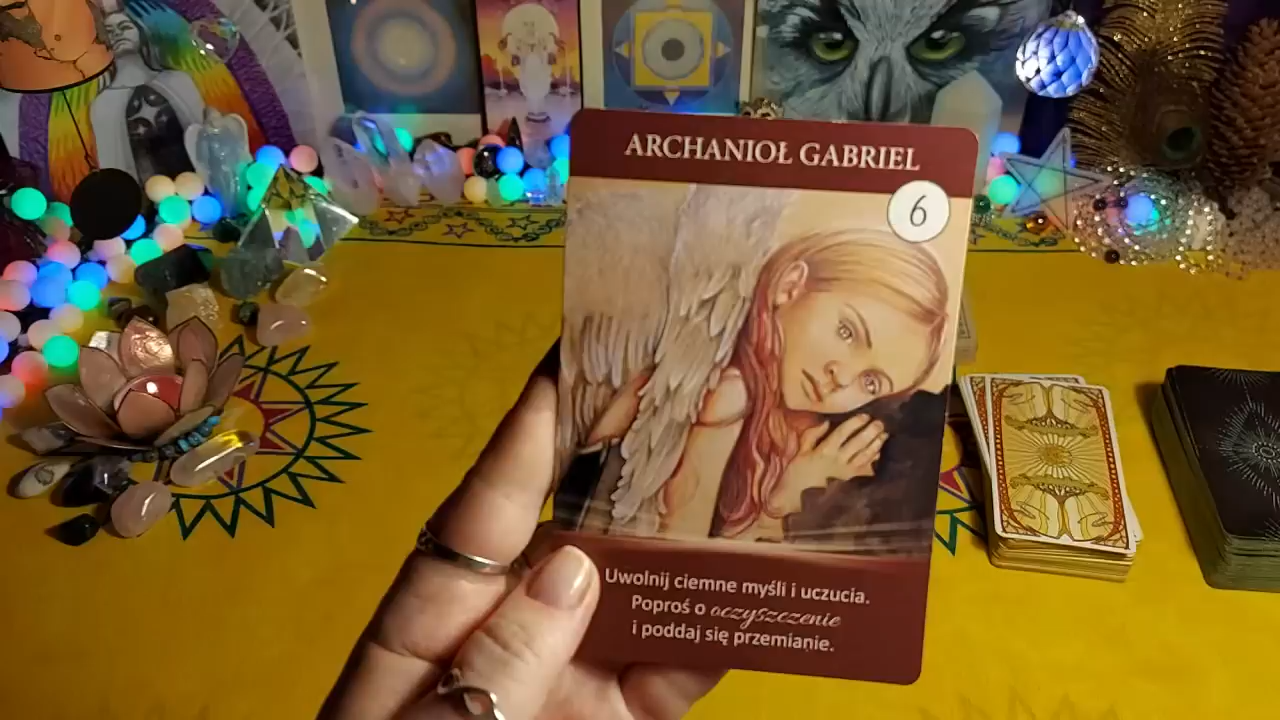 ARCHANIOŁ GABRIEL
6
Uwolnij ciemne myśli i uczucia.
Poproś o oczyszczenie
i poddaj się przemianie.